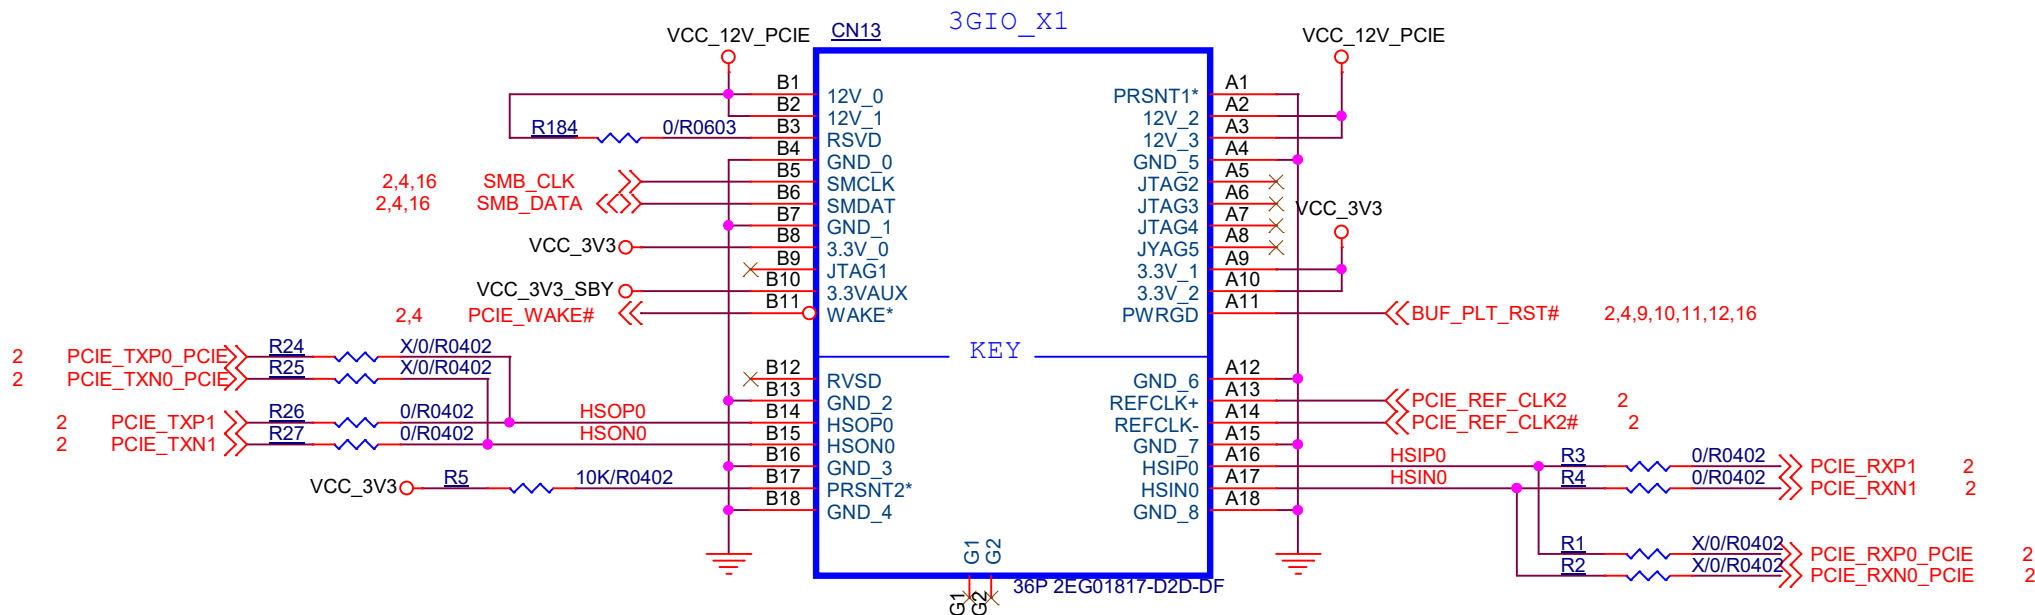 3GIO_X1
CN13
VCC_12V_PCIE
VCC_12V_PCIE
B1 12V_0 PRSNT1* A1
B2 12V_1 12V_2 A2
R184 0/R0603 B3 RSVD 12V_3 A3
B4 GND_0 GND_5 A4
2,4,16 SMB_CLK B5 SMCLK JTAG2 A5
2,4,16 SMB_DATA B6 SMDAT JTAG3 A6
VCC_3V3
B7 GND_1 JTAG4 A7
VCC_3V3 B8 3.3V_0 JYAG5 A8
B9 JTAG1 3.3V_1 A9
VCC_3V3_SBY B10 3.3VAUX 3.3V_2 A10
2,4 PCIE_WAKE# B11 WAKE* PWRGD A11 BUF_PLT_RST# 2,4,9,10,11,12,16
KEY
2 PCIE_TXP0_PCIE R24 X/0/R0402
2 PCIE_TXN0_PCIE R25 X/0/R0402 B12 RVSD GND_6 A12
B13 GND_2 REFCLK+ A13 PCIE_REF_CLK2 2
2 PCIE_TXP1 R26 0/R0402 HSOP0 B14 HSOP0 REFCLK- A14 PCIE_REF_CLK2# 2
2 PCIE_TXN1 R27 0/R0402 HSON0 B15 HSON0 GND_7 A15
B16 GND_3 HSIP0 A16 HSIP0 R3 0/R0402 PCIE_RXP1 2
VCC_3V3 R5 10K/R0402 B17 PRSNT2* HSIN0 A17 HSIN0 R4 0/R0402 PCIE_RXN1 2
B18 GND_4 GND_8 A18
G1 G2
R1 X/0/R0402 PCIE_RXP0_PCIE 2
R2 X/0/R0402 PCIE_RXN0_PCIE 2
36P 2EG01817-D2D-DF
G1 G2